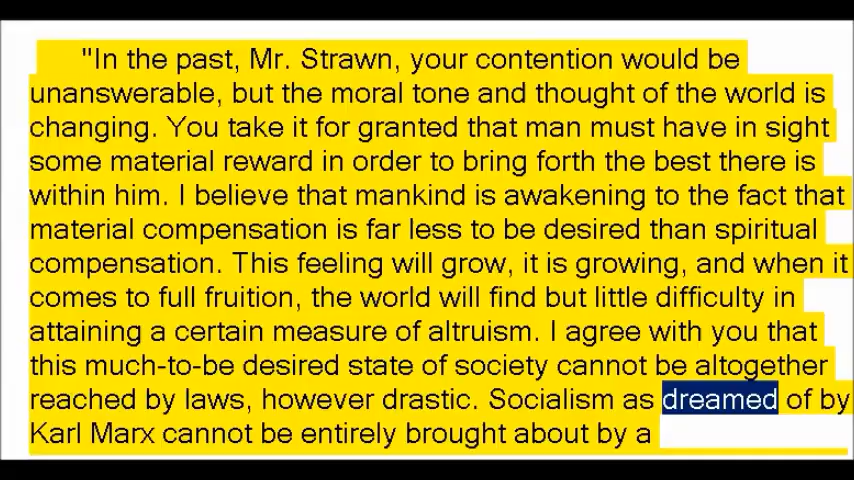 "In the past, Mr. Strawn, your contention would be
unanswerable, but the moral tone and thought of the world is
changing. You take it for granted that man must have in sight
some material reward in order to bring forth the best there is
within him. I believe that mankind is awakening to the fact that
material compensation is far less to be desired than spiritual
compensation. This feeling will grow, it is growing, and when it
comes to full fruition, the world will find but little difficulty in
attaining a certain measure of altruism. I agree with you that
this much-to-be desired state of society cannot be altogether
reached by laws, however drastic. Socialism as dreamed of by
Karl Marx cannot be entirely brought about by a